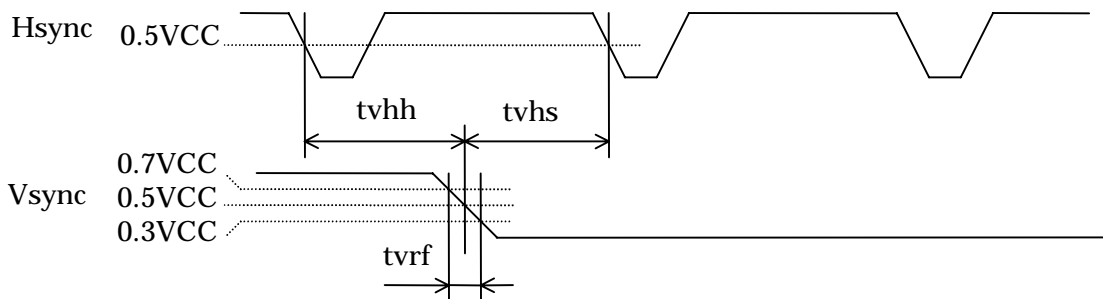 Hsync 0.5VCC
tvhh tvhs
0.7VCC
Vsync 0.5VCC
0.3VCC
tvrf